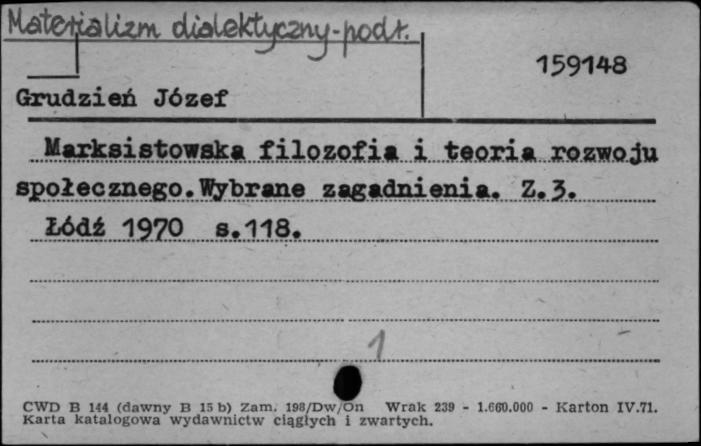 Materializm dialektyczny-podr.
159148
Grudzień Józef
Marksistowska filozofia i teoria rozwoju
społecznego.Wybrane zagadnienia. Z.3.
Łódź 1970 s.118.
1
CWD B 144 (dawny B 15 b) Zam. 198/Dw/On Wrak 239 - 1.660.000 - Karton IV.71.
Karta katalogowa wydawnictw ciągłych i zwartych.